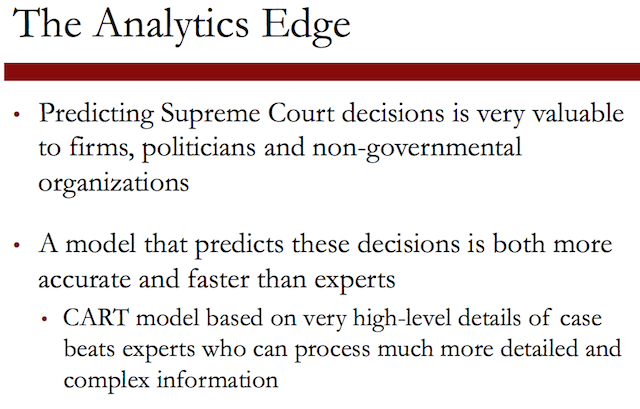 The Analytics Edge
• Predicting Supreme Court decisions is very valuable
to firms, politicians and non-governmental
organizations
• A model that predicts these decisions is both more
accurate and faster than experts
• CART model based on very high-level details of case
beats experts who can process much more detailed and
complex information